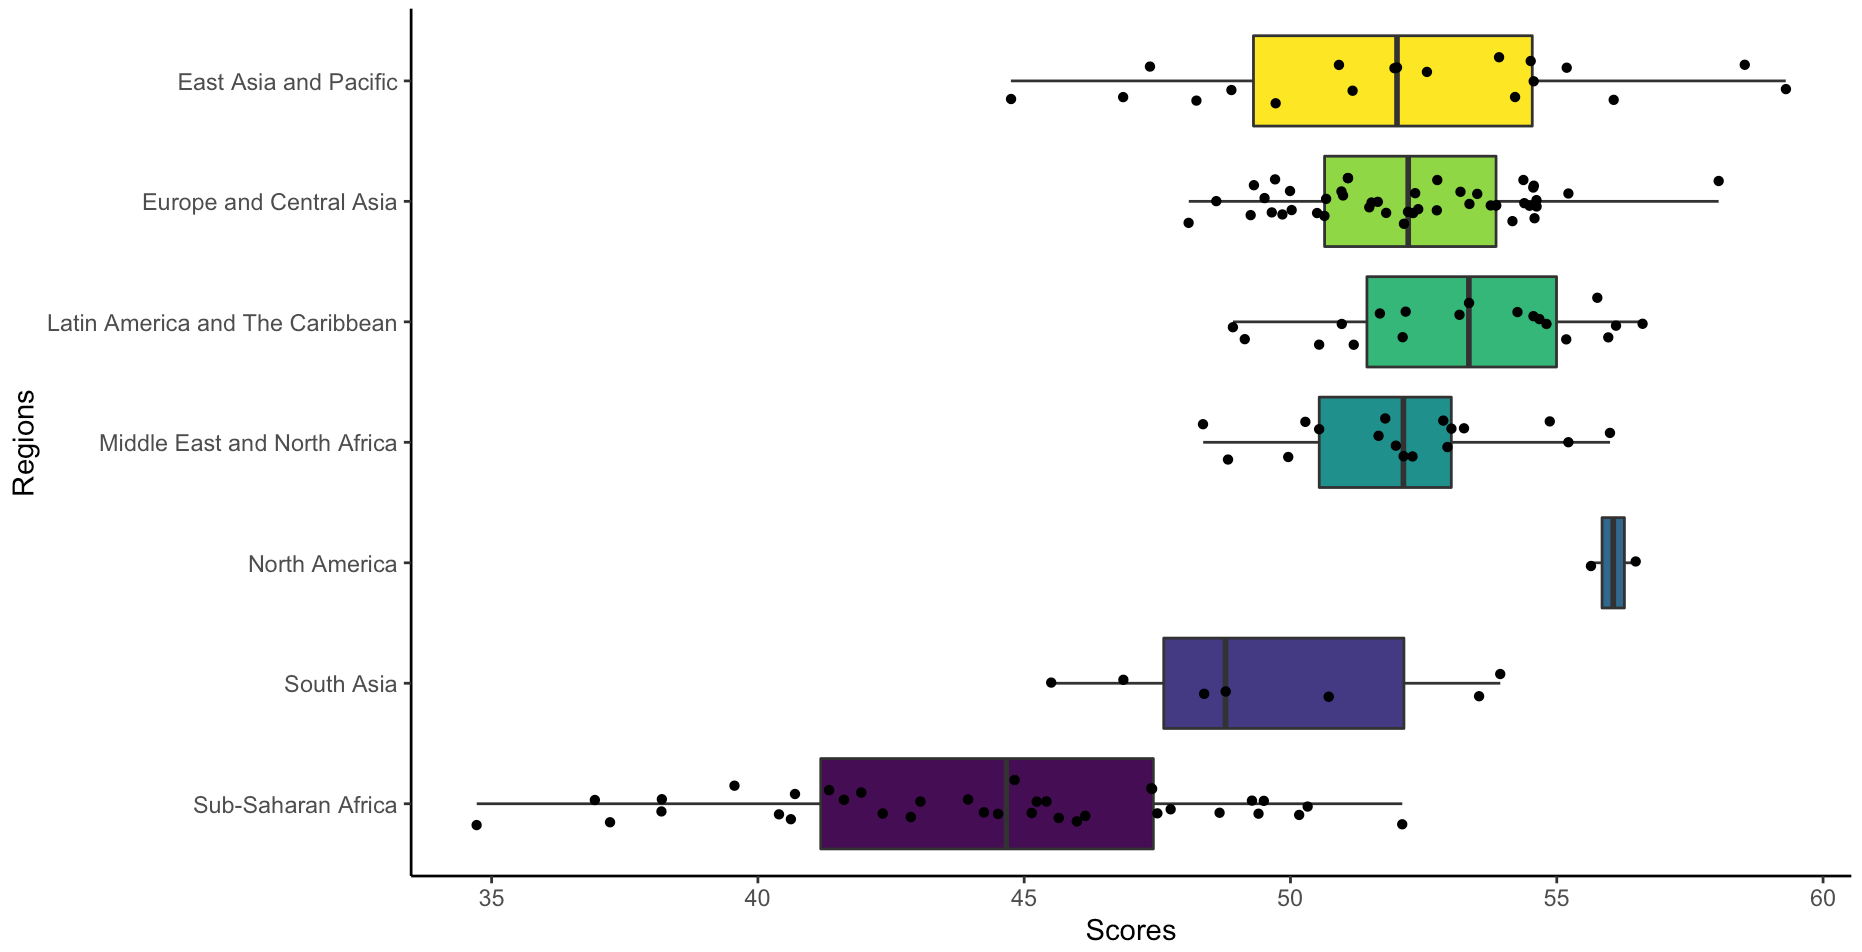 East Asia and Pacific
Europe and Central Asia
Latin America and The Caribbean
Middle East and North Africa
North America
South Asia
Sub-Saharan Africa
Regions
35 40 45 50 55 60
Scores